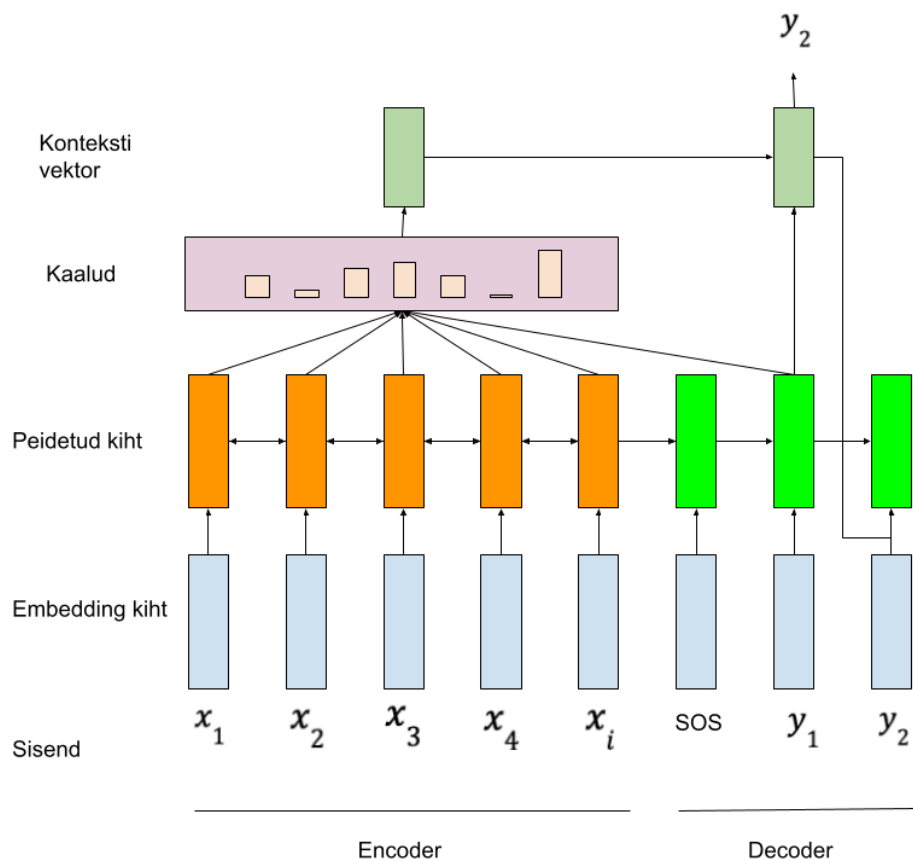 y₂
Konteksti
vektor
Kaalud
Peidetud kiht
Embedding kiht
x₁ x₂ x₃ x₄ xᵢ SOS y₁ y₂
Sisend
Encoder Decoder